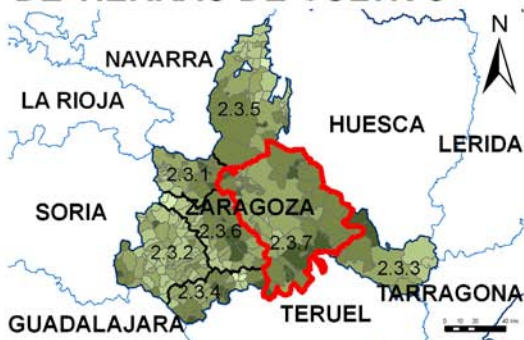 NAVARRA
N
LA RIOJA
2.3.5
HUESCA
LERIDA
2.3.1
SORIA
ZARAGOZA
2.3.6
2.3.2
2.3.7
2.3.3
2.3.4
TARRAGONA
GUADALAJARA
TERUEL